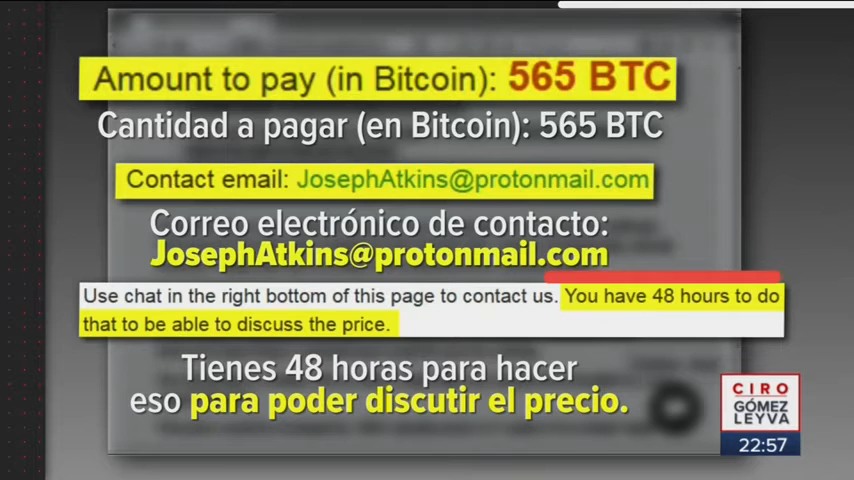 Amount to pay (in Bitcoin): 565 BTC
Cantidad a pagar (en Bitcoin): 565 BTC
Contact email: JosephAtkins@protonmail.com
Correo electrónico de contacto:
JosephAtkins@protonmail.com
Use chat in the right bottom of this page to contact us. You have 48 hours to do
that to be able to discuss the price.
Tienes 48 horas para hacer
eso para poder discutir el precio.
CIRO
GÓMEZ
LEYVA
22:57